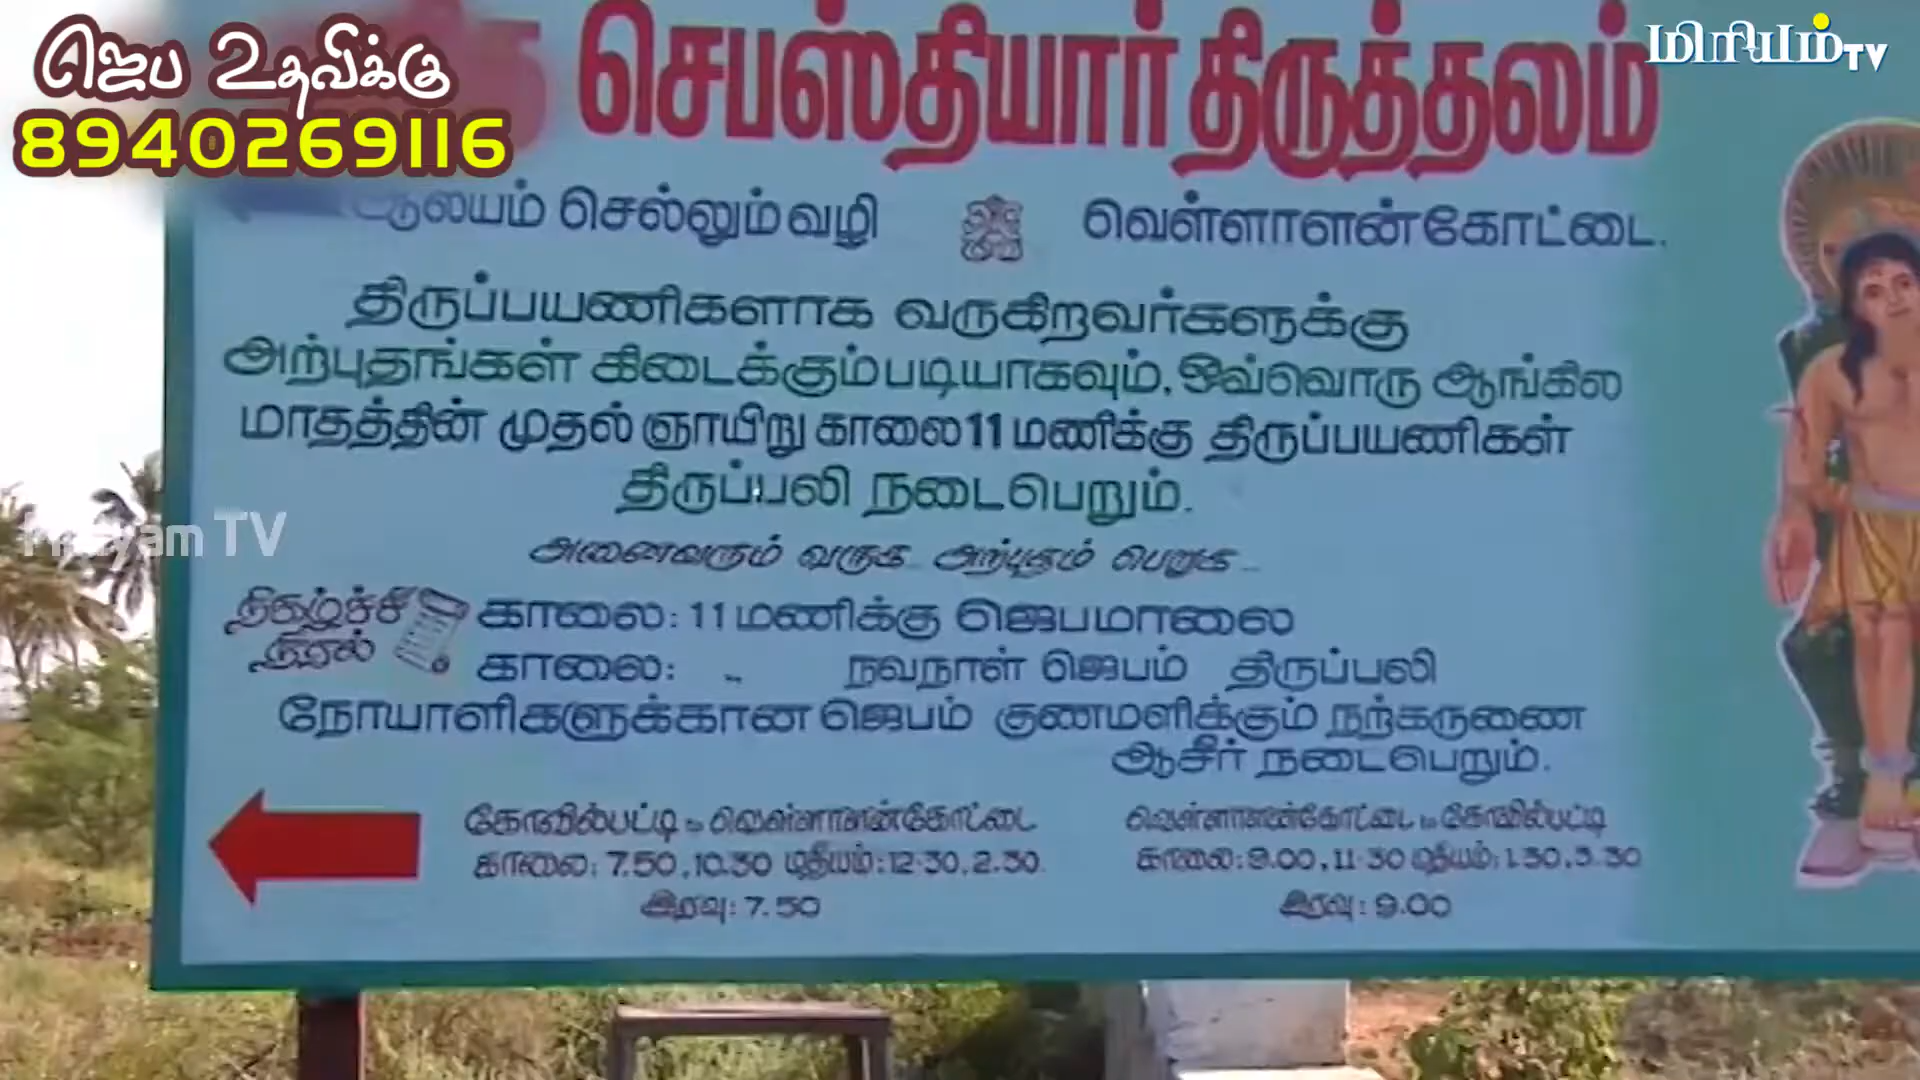 ஜெப உதவிக்கு
8940269116
மிரியம் TV
செபஸ்தியார் திருத்தலம்
ஆலயம் செல்லும் வழி வெள்ளாளன்கோட்டை.
திருப்பயணிகளாக வருகிறவர்களுக்கு
அற்புதங்கள் கிடைக்கும்படியாகவும், ஒவ்வொரு ஆங்கில
மாதத்தின் முதல் ஞாயிறு காலை 11 மணிக்கு திருப்பயணிகள்
திருப்பலி நடைபெறும்.
அனைவரும் வருக.. அற்புதம் பெறுக...
Miriyam TV
நிகழ்ச்சி காலை: 11 மணிக்கு ஜெபமாலை
நிரல் காலை: ,, நவநாள் ஜெபம் திருப்பலி
நோயாளிகளுக்கான ஜெபம் குணமளிக்கும் நற்கருணை
ஆசீர் நடைபெறும்.
கோவில்பட்டி to வெள்ளாளன்கோட்டை
காலை: 7.50, 10.30 மதியம்: 12.30, 2.30.
இரவு: 7.50
வெள்ளாளன்கோட்டை to கோவில்பட்டி
காலை: 9.00, 11.30 மதியம்: 1.30, 3.30
இரவு: 9.00